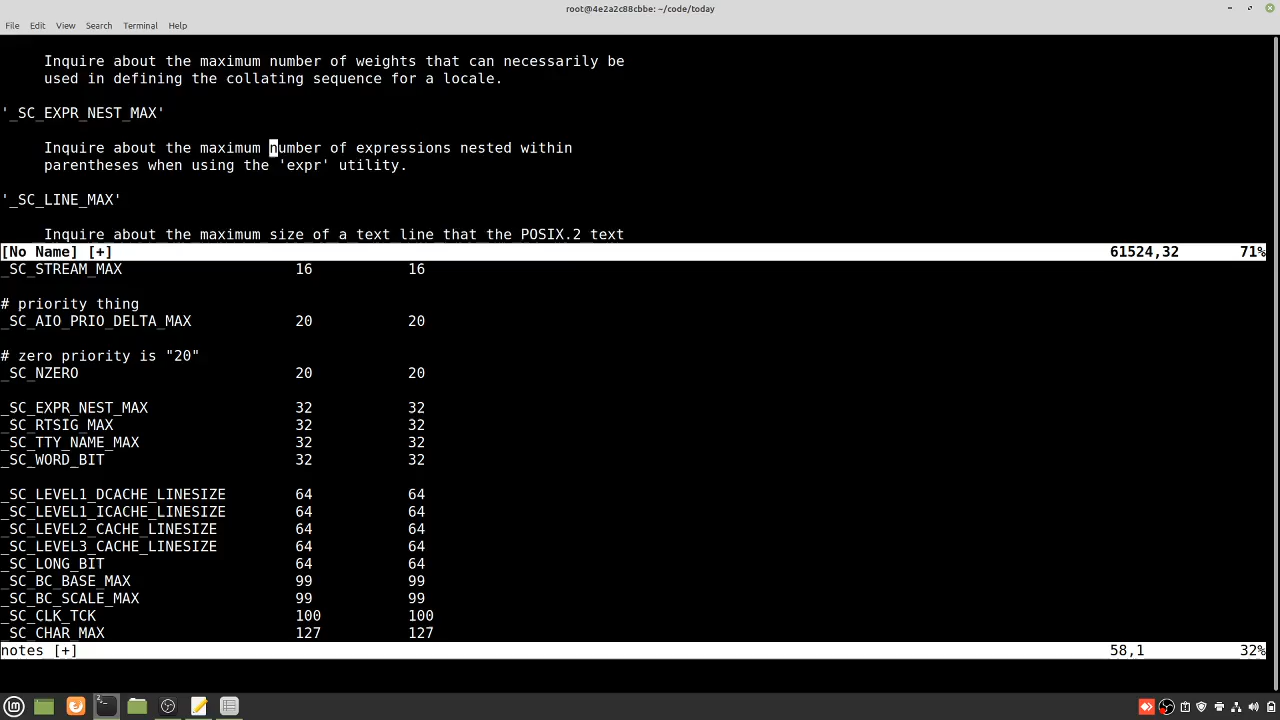 root@4e2a2c88cbbe: ~/code/today
File Edit View Search Terminal Help
Inquire about the maximum number of weights that can necessarily be
used in defining the collating sequence for a locale.
'_SC_EXPR_NEST_MAX'
Inquire about the maximum number of expressions nested within
parentheses when using the 'expr' utility.
'_SC_LINE_MAX'
Inquire about the maximum size of a text line that the POSIX.2 text
[No Name] [+] 61524,32 71%
_SC_STREAM_MAX 16 16
# priority thing
_SC_AIO_PRIO_DELTA_MAX 20 20
# zero priority is "20"
_SC_NZERO 20 20
_SC_EXPR_NEST_MAX 32 32
_SC_RTSIG_MAX 32 32
_SC_TTY_NAME_MAX 32 32
_SC_WORD_BIT 32 32
_SC_LEVEL1_DCACHE_LINESIZE 64 64
_SC_LEVEL1_ICACHE_LINESIZE 64 64
_SC_LEVEL2_CACHE_LINESIZE 64 64
_SC_LEVEL3_CACHE_LINESIZE 64 64
_SC_LONG_BIT 64 64
_SC_BC_BASE_MAX 99 99
_SC_BC_SCALE_MAX 99 99
_SC_CLK_TCK 100 100
_SC_CHAR_MAX 127 127
notes [+] 58,1 32%